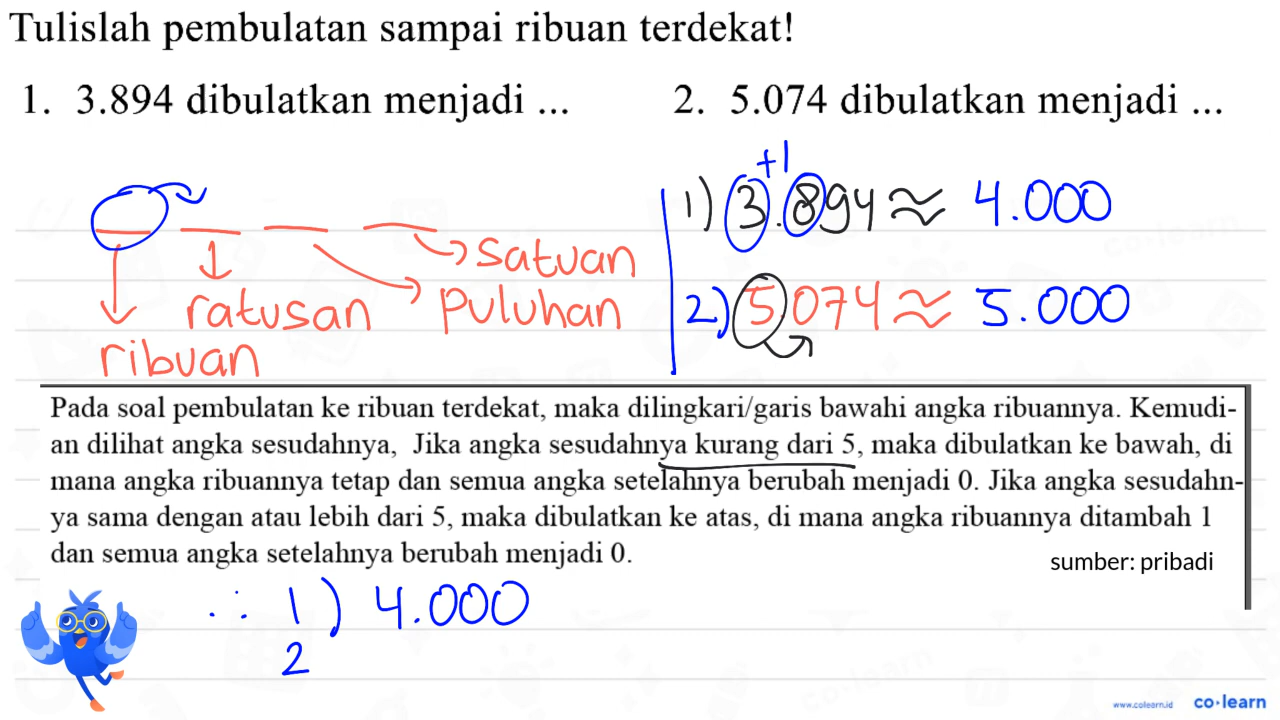 Tulislah pembulatan sampai ribuan terdekat!
1. 3.894 dibulatkan menjadi ...
2. 5.074 dibulatkan menjadi ...
+1
1) 3.894 ≈ 4.000
satuan
ratusan
puluhan
2) 5.074 ≈ 5.000
ribuan
Pada soal pembulatan ke ribuan terdekat, maka dilingkari/garis bawahi angka ribuannya. Kemudi-
an dilihat angka sesudahnya, Jika angka sesudahnya kurang dari 5, maka dibulatkan ke bawah, di
mana angka ribuannya tetap dan semua angka setelahnya berubah menjadi 0. Jika angka sesudahn-
ya sama dengan atau lebih dari 5, maka dibulatkan ke atas, di mana angka ribuannya ditambah 1
dan semua angka setelahnya berubah menjadi 0.
sumber: pribadi
∴ 1) 4.000
2
www.colearn.id co·learn